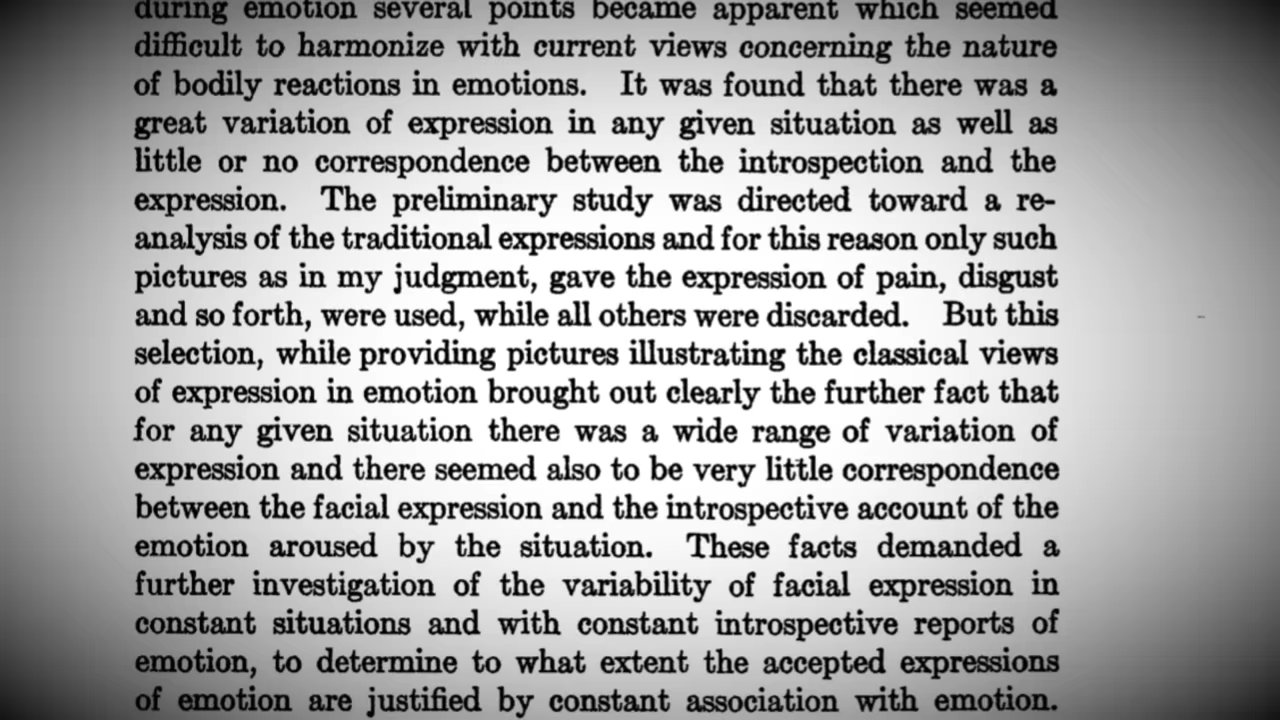 during emotion several points became apparent which seemed
difficult to harmonize with current views concerning the nature
of bodily reactions in emotions. It was found that there was a
great variation of expression in any given situation as well as
little or no correspondence between the introspection and the
expression. The preliminary study was directed toward a re-
analysis of the traditional expressions and for this reason only such
pictures as in my judgment, gave the expression of pain, disgust
and so forth, were used, while all others were discarded. But this
selection, while providing pictures illustrating the classical views
of expression in emotion brought out clearly the further fact that
for any given situation there was a wide range of variation of
expression and there seemed also to be very little correspondence
between the facial expression and the introspective account of the
emotion aroused by the situation. These facts demanded a
further investigation of the variability of facial expression in
constant situations and with constant introspective reports of
emotion, to determine to what extent the accepted expressions
of emotion are justified by constant association with emotion.